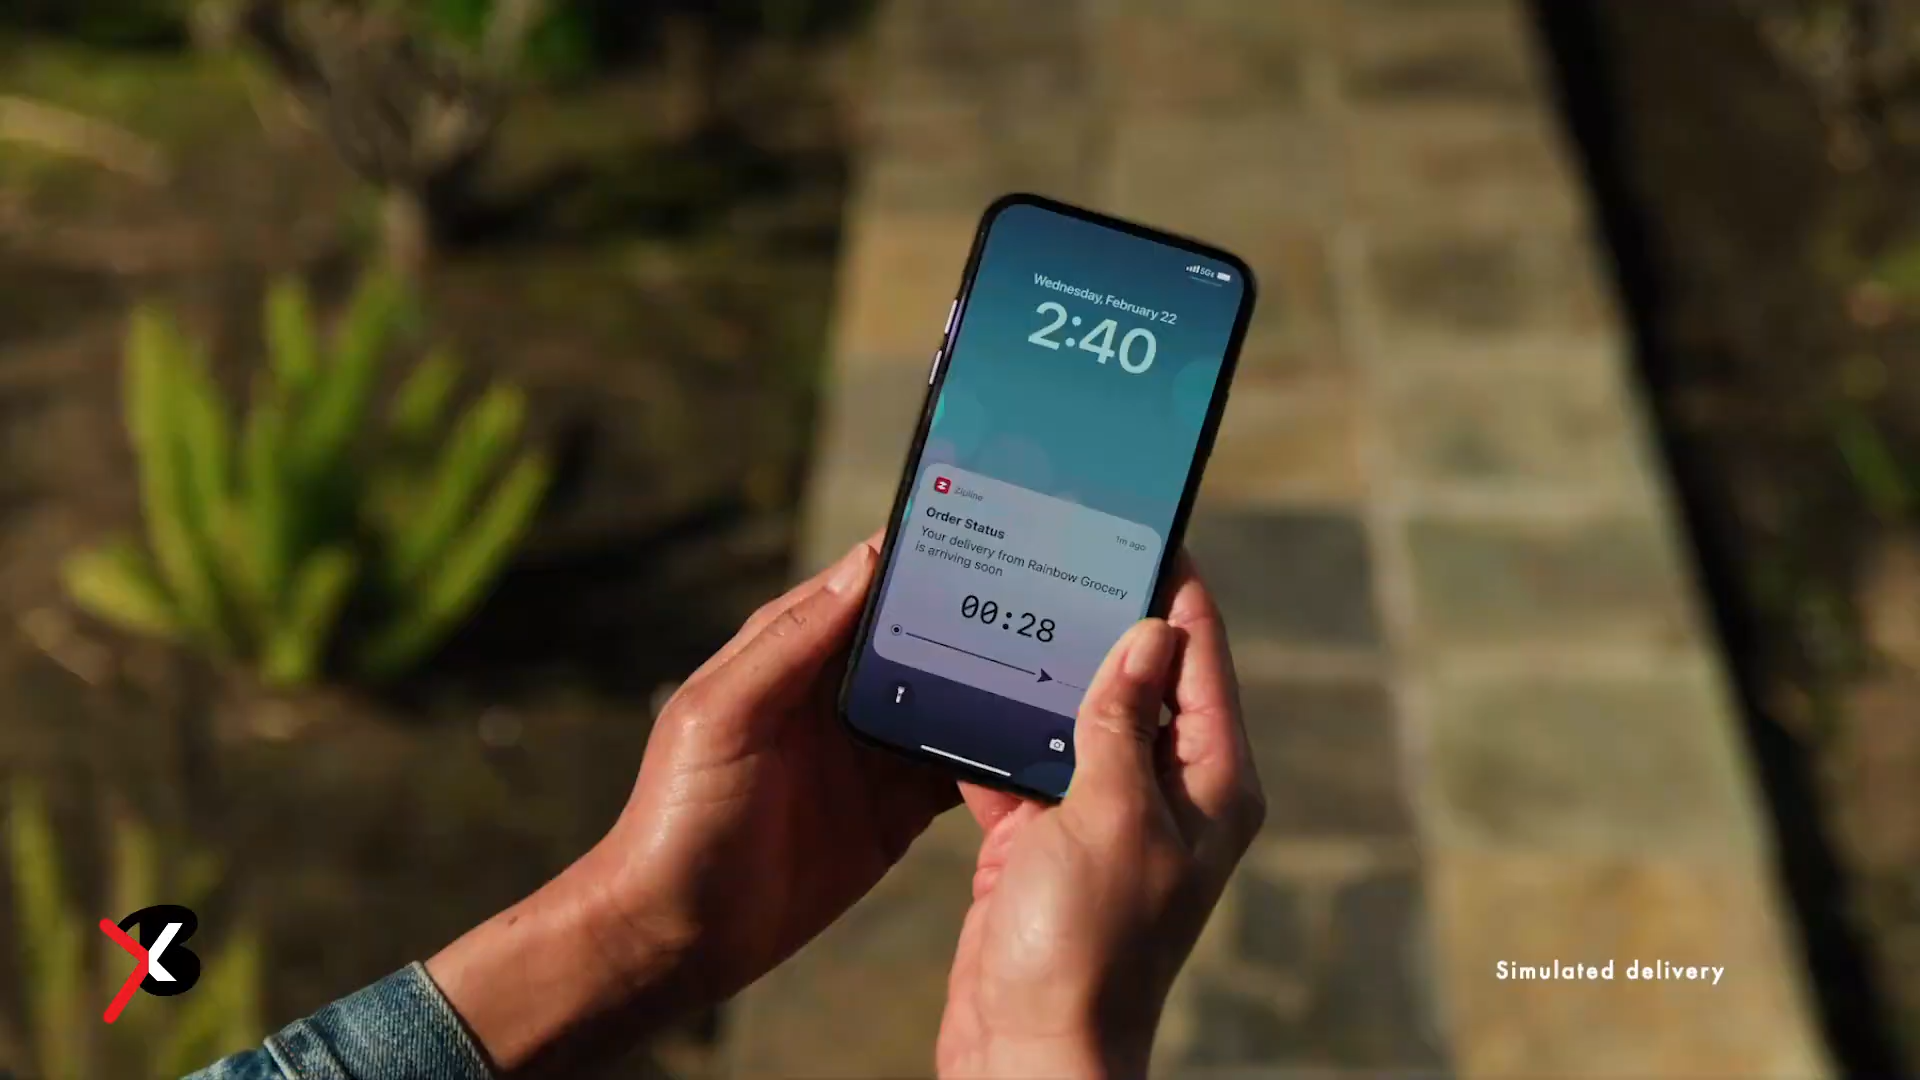 5G
Wednesday, February 22
2:40
Zipline
Order Status
1m ago
Your delivery from Rainbow Grocery
is arriving soon
00:28
Simulated delivery